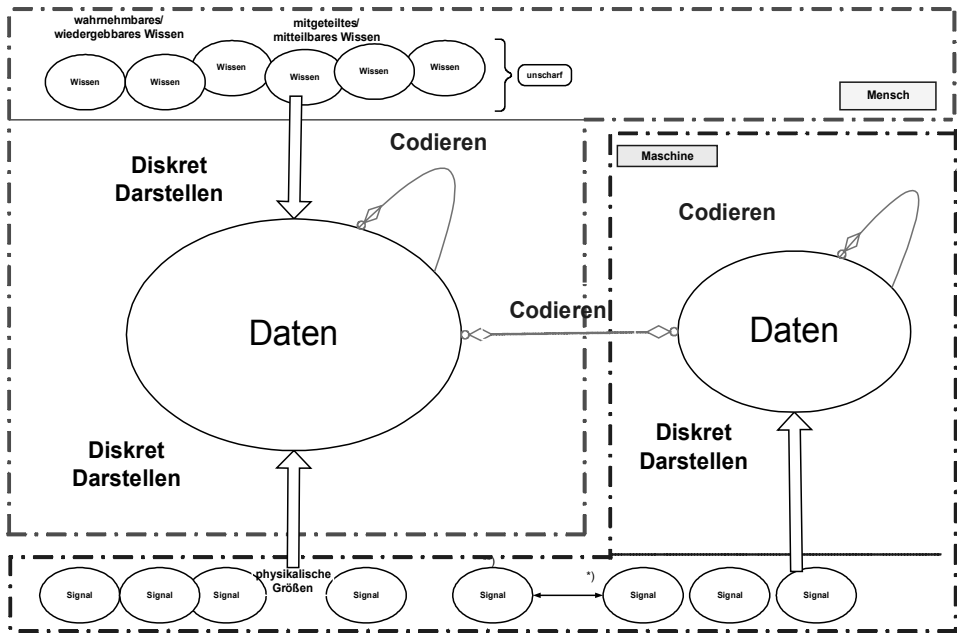 wahrnehmbares/
wiedergebbares Wissen
mitgeteiltes/
mitteilbares Wissen
Wissen
Wissen
Wissen
Wissen
Wissen
Wissen
unscharf
Mensch
Codieren
Diskret
Darstellen
Maschine
Codieren
Daten
Codieren
Daten
Diskret
Darstellen
Diskret
Darstellen
physikalische
Größen
Signal
Signal
Signal
Signal
)
Signal
*)
Signal
Signal
Signal